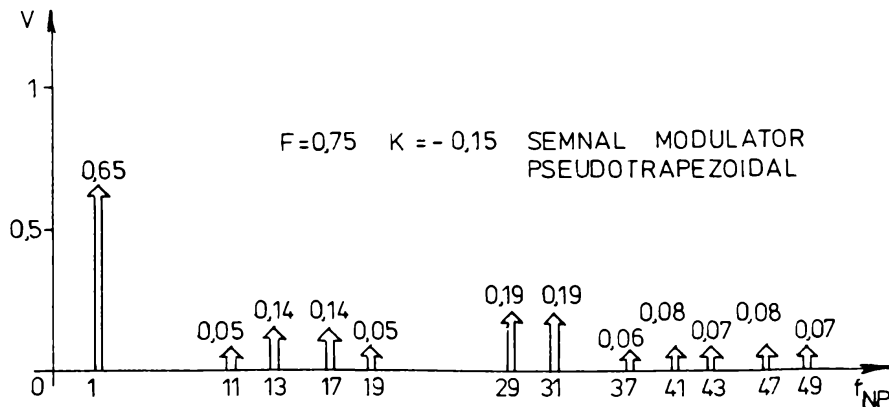 V
1
F=0,75 K=-0,15 SEMNAL MODULATOR
PSEUDOTRAPEZOIDAL
0,65
0,5
0,05 0,14 0,14 0,05 0,19 0,19 0,06 0,08 0,07 0,08 0,07
0 1 11 13 17 19 29 31 37 41 43 47 49 fNP